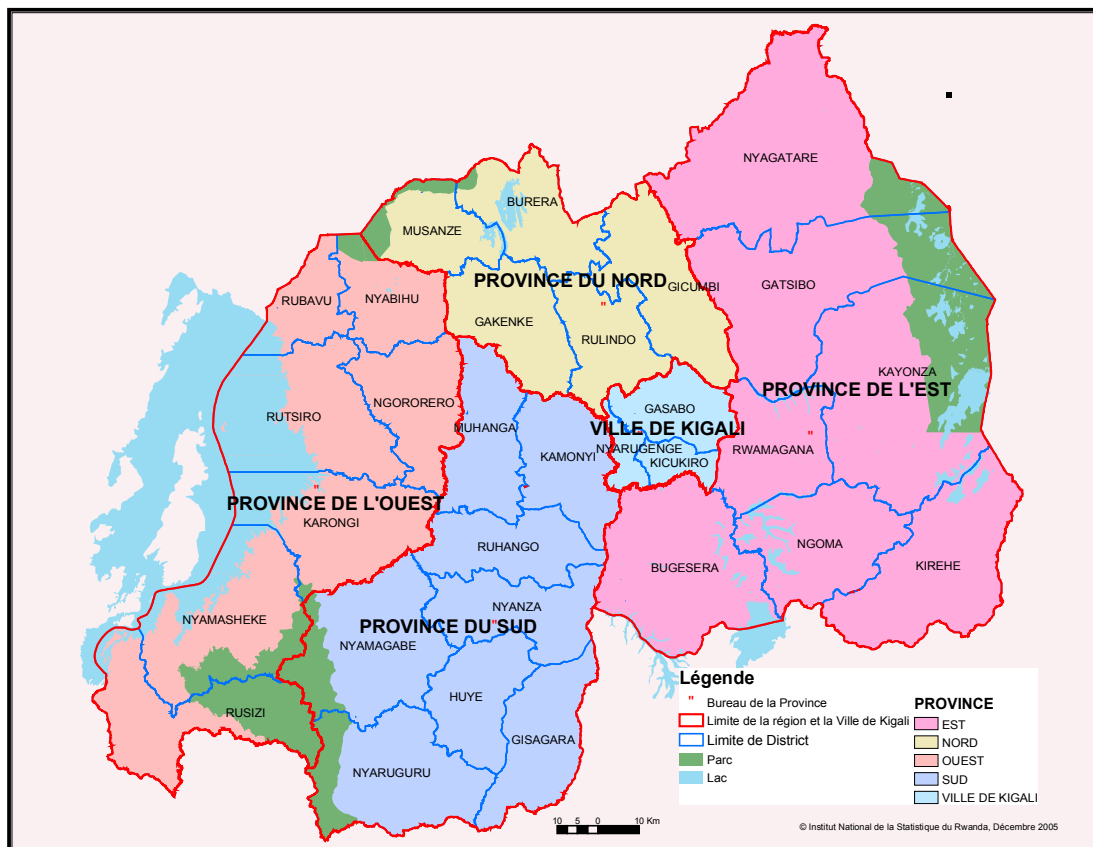 NYAGATARE
BURERA
MUSANZE
PROVINCE DU NORD
GICUMBI
GATSIBO
RUBAVU
NYABIHU
GAKENKE
RULINDO
KAYONZA
PROVINCE DE L'EST
NGORORERO
RUTSIRO
GASABO
MUHANGA
VILLE DE KIGALI
NYARUGENGE
KAMONYI
RWAMAGANA
KICUKIRO
PROVINCE DE L'OUEST
KARONGI
RUHANGO
NGOMA
BUGESERA
KIREHE
NYANZA
NYAMASHEKE
PROVINCE DU SUD
NYAMAGABE
HUYE
RUSIZI
GISAGARA
NYARUGURU
Légende
" Bureau de la Province
Limite de la région et la Ville de Kigali
Limite de District
Parc
Lac
PROVINCE
EST
NORD
OUEST
SUD
VILLE DE KIGALI
10 5 0 10 Km
© Institut National de la Statistique du Rwanda, Décembre 2005